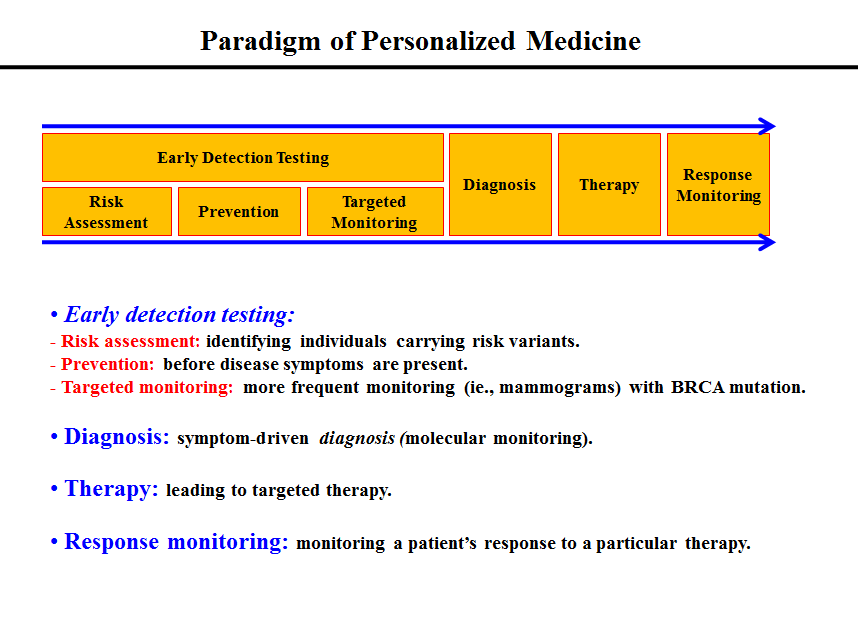 Paradigm of Personalized Medicine
Early Detection Testing
Risk
Assessment
Prevention
Targeted
Monitoring
Diagnosis
Therapy
Response
Monitoring
• Early detection testing:
- Risk assessment: identifying individuals carrying risk variants.
- Prevention: before disease symptoms are present.
- Targeted monitoring: more frequent monitoring (ie., mammograms) with BRCA mutation.
• Diagnosis: symptom-driven diagnosis (molecular monitoring).
• Therapy: leading to targeted therapy.
• Response monitoring: monitoring a patient’s response to a particular therapy.